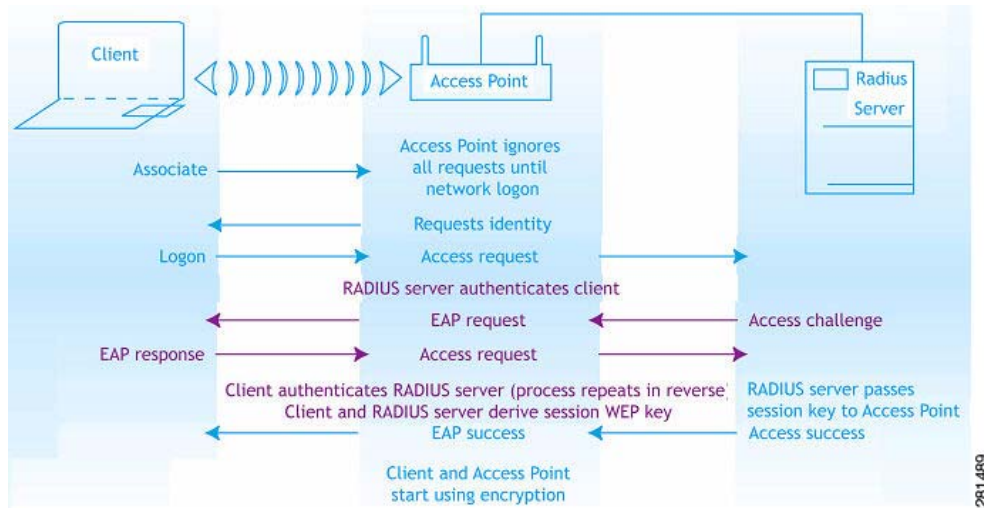 Client
Access Point
Radius
Server
Access Point ignores
all requests until
network logon
Associate
Requests identity
Logon
Access request
RADIUS server authenticates client
EAP request
Access challenge
EAP response
Access request
Client authenticates RADIUS server (process repeats in reverse)
Client and RADIUS server derive session WEP key
RADIUS server passes
session key to Access Point
EAP success
Access success
Client and Access Point
start using encryption
281489